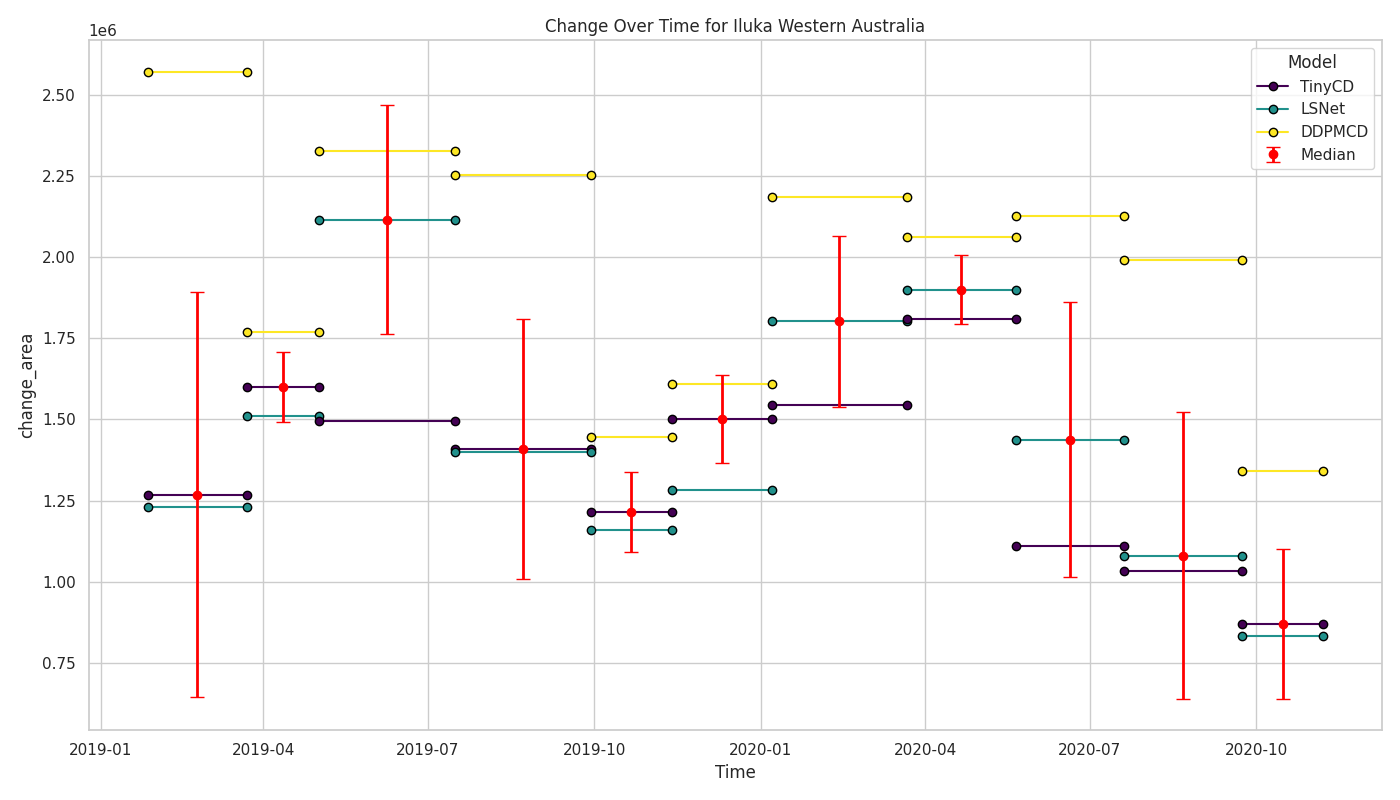 Change Over Time for Iluka Western Australia
1e6
Model
TinyCD
LSNet
DDPMCD
Median
2.50
2.25
2.00
1.75
1.50
1.25
1.00
0.75
change_area
2019-01 2019-04 2019-07 2019-10 2020-01 2020-04 2020-07 2020-10
Time